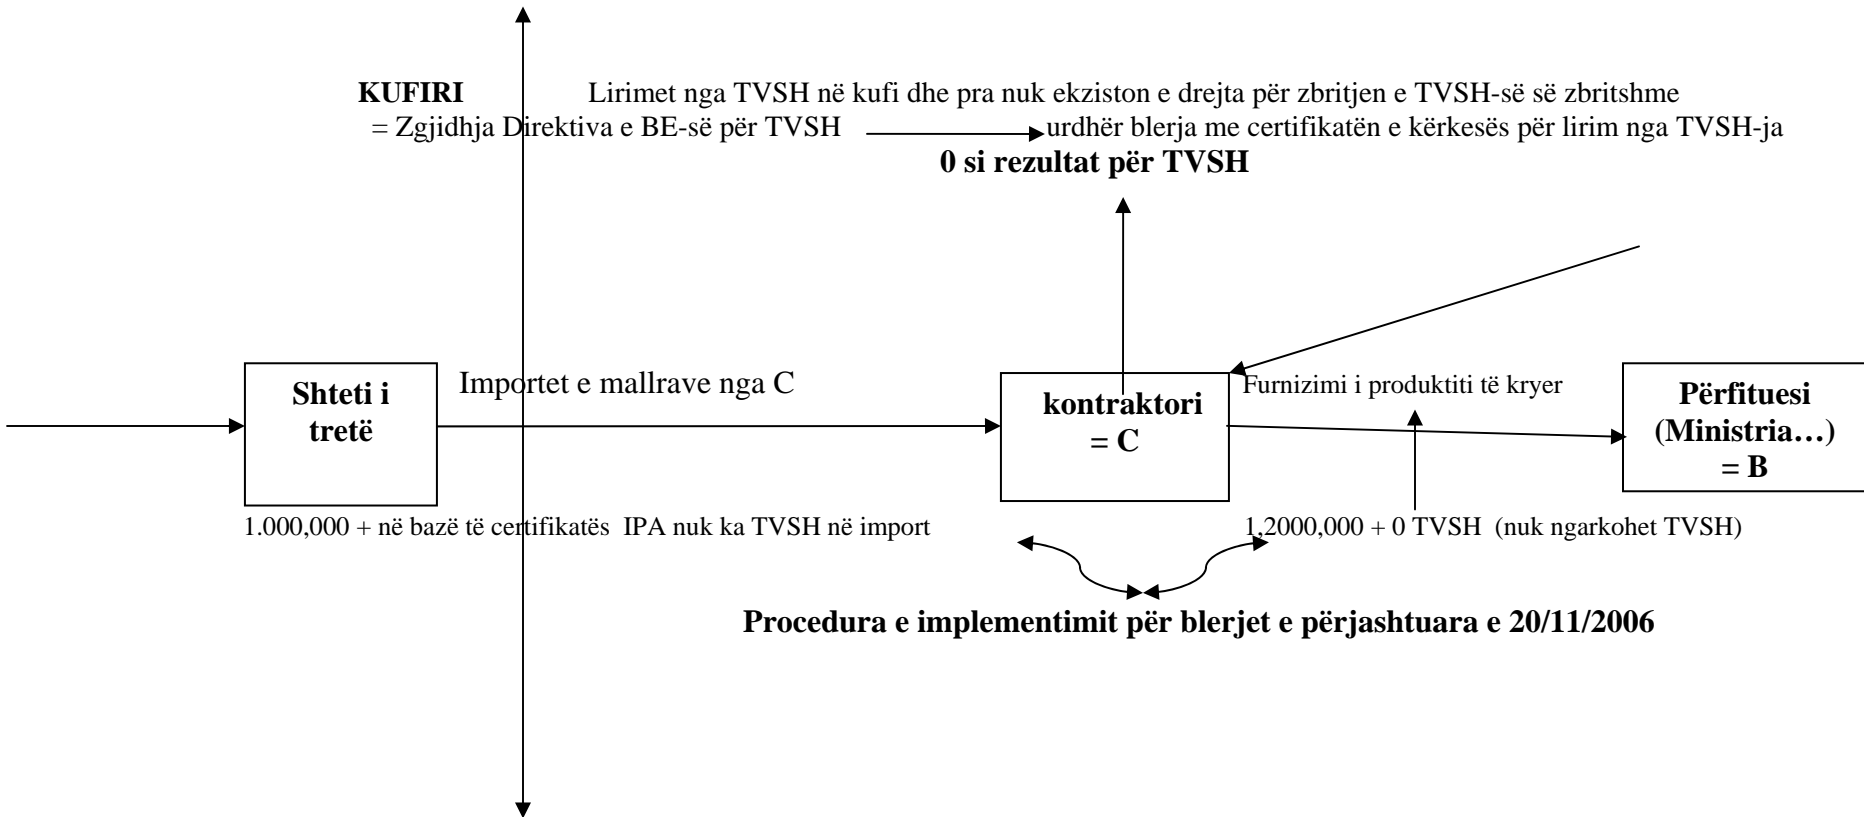 KUFIRI Lirimet nga TVSH në kufi dhe pra nuk ekziston e drejta për zbritjen e TVSH-së së zbritshme
= Zgjidhja Direktiva e BE-së për TVSH urdhër blerja me certifikatën e kërkesës për lirim nga TVSH-ja
0 si rezultat për TVSH
Shteti i
tretë
Importet e mallrave nga C
kontraktori
= C
Furnizimi i produktiti të kryer
Përfituesi
(Ministria…)
= B
1.000,000 + në bazë të certifikatës IPA nuk ka TVSH në import
1,2000,000 + 0 TVSH (nuk ngarkohet TVSH)
Procedura e implementimit për blerjet e përjashtuara e 20/11/2006